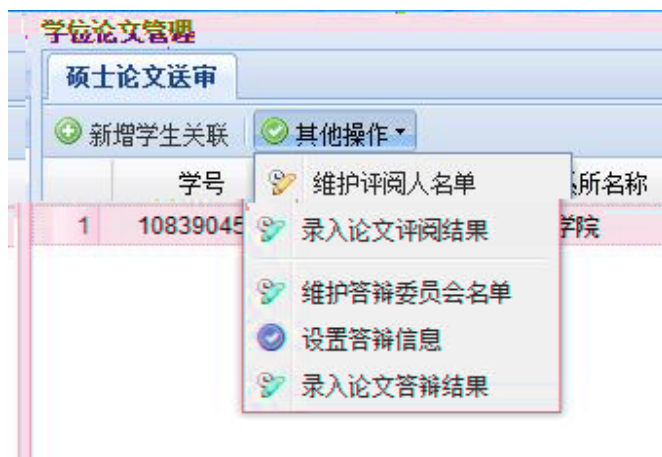 学位论文管理
硕士论文送审
新增学生关联 其他操作
学号 所名称
维护评阅人名单
1 10839045 学院
录入论文评阅结果
维护答辩委员会名单
设置答辩信息
录入论文答辩结果